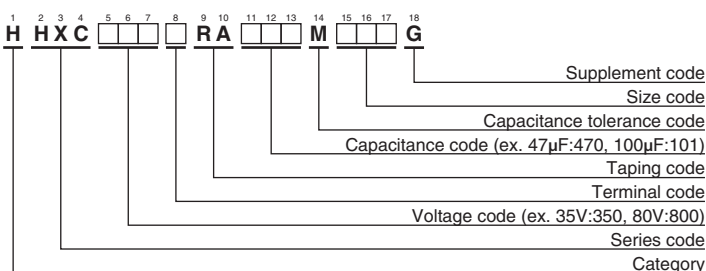 1 2 3 4 5 6 7 8 9 10 11 12 13 14 15 16 17 18
H HXC RA M G
Supplement code
Size code
Capacitance tolerance code
Capacitance code (ex. 47µF:470, 100µF:101)
Taping code
Terminal code
Voltage code (ex. 35V:350, 80V:800)
Series code
Category